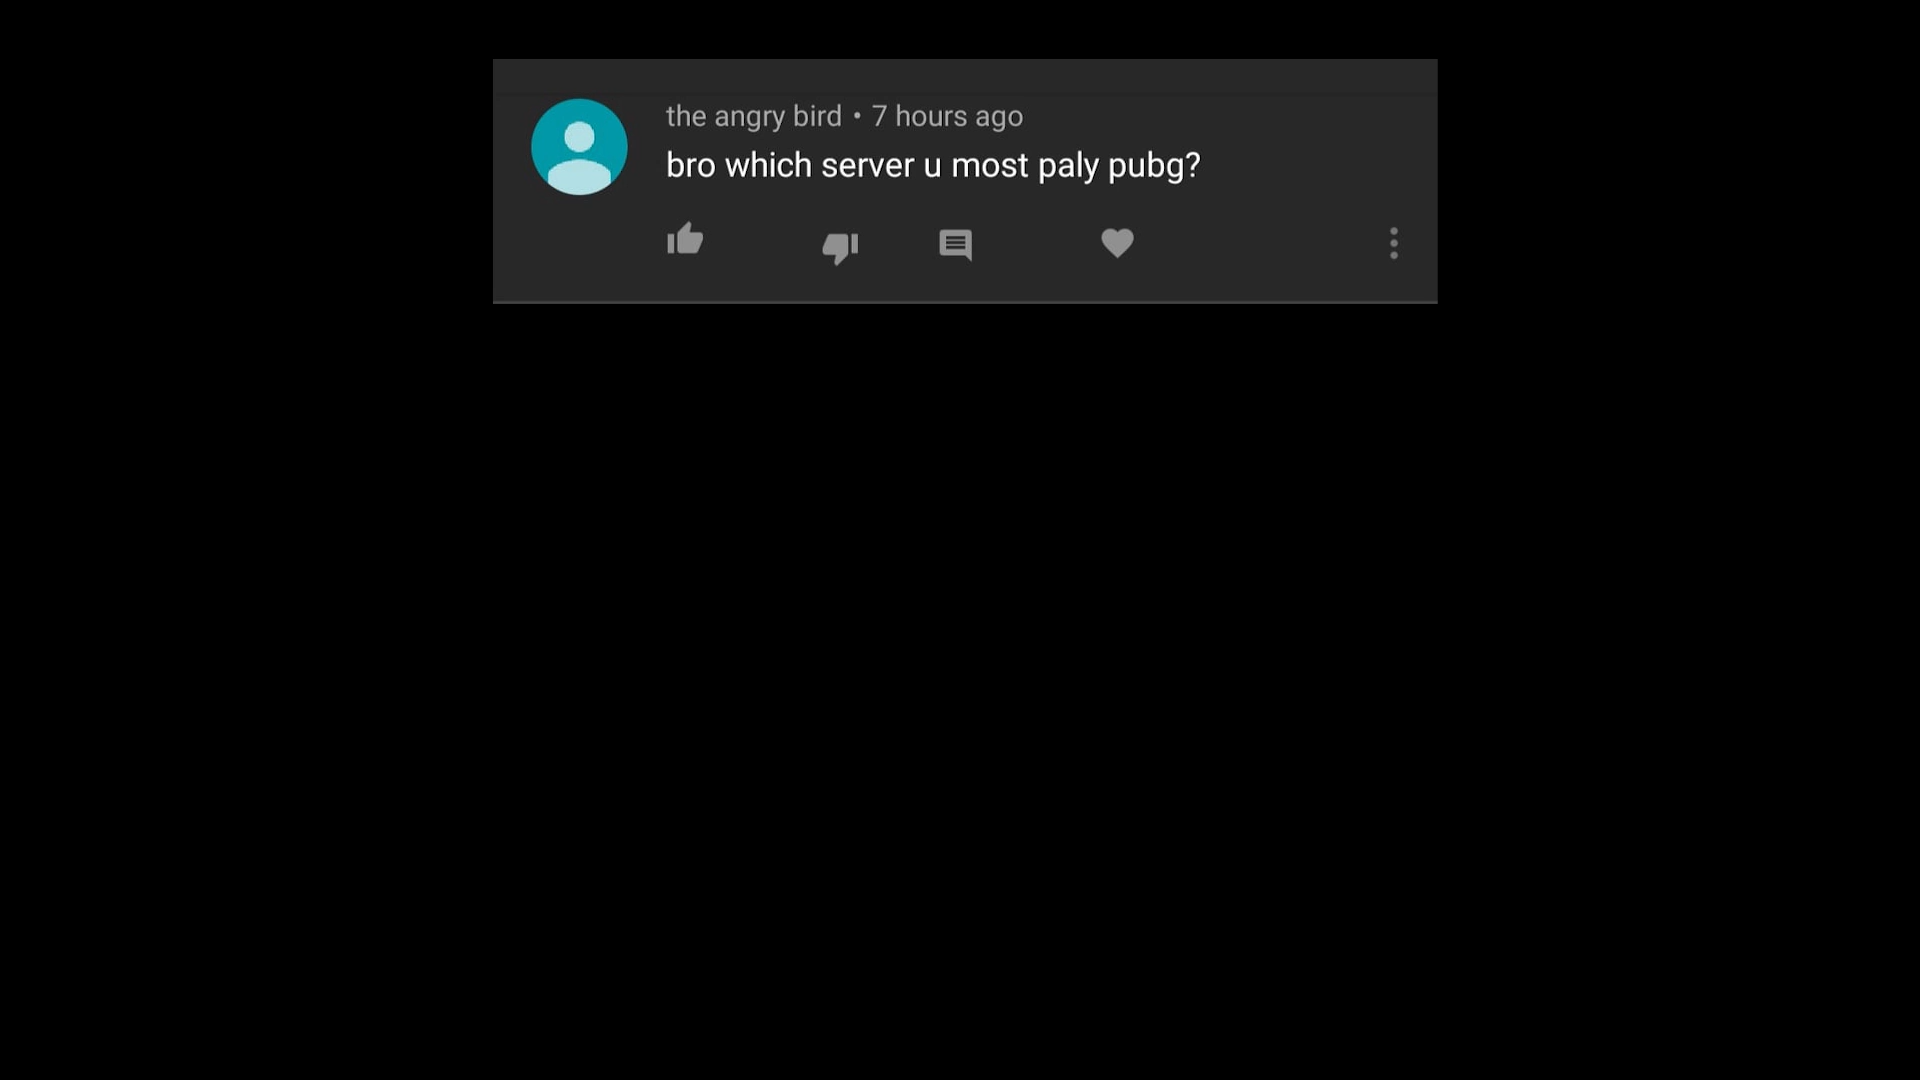 the angry bird • 7 hours ago
bro which server u most paly pubg?